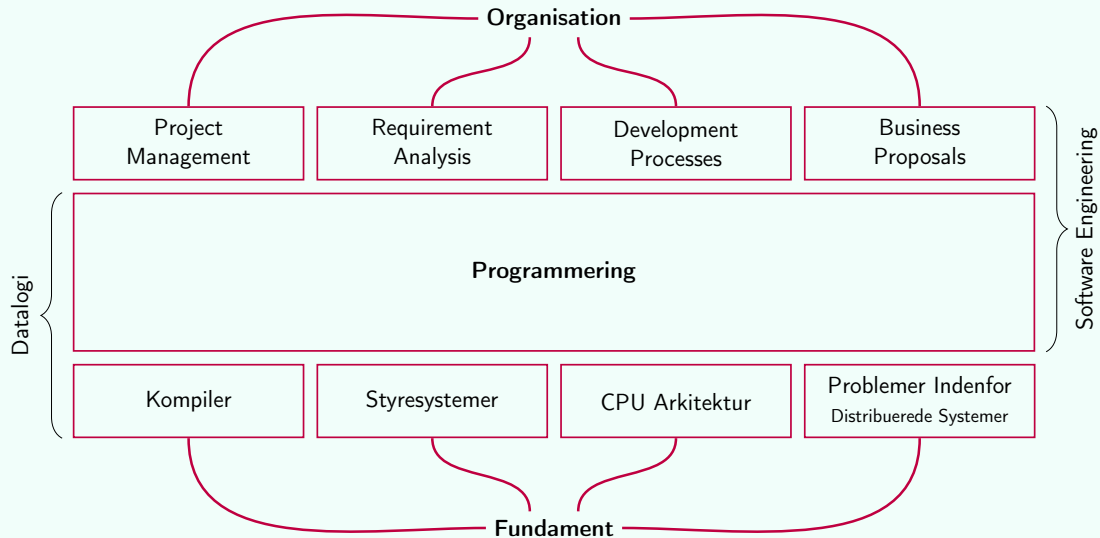 Organisation
Project
Management
Requirement
Analysis
Development
Processes
Business
Proposals
Software Engineering
Programmering
Datalogi
Kompiler
Styresystemer
CPU Arkitektur
Problemer Indenfor
Distribuerede Systemer
Fundament